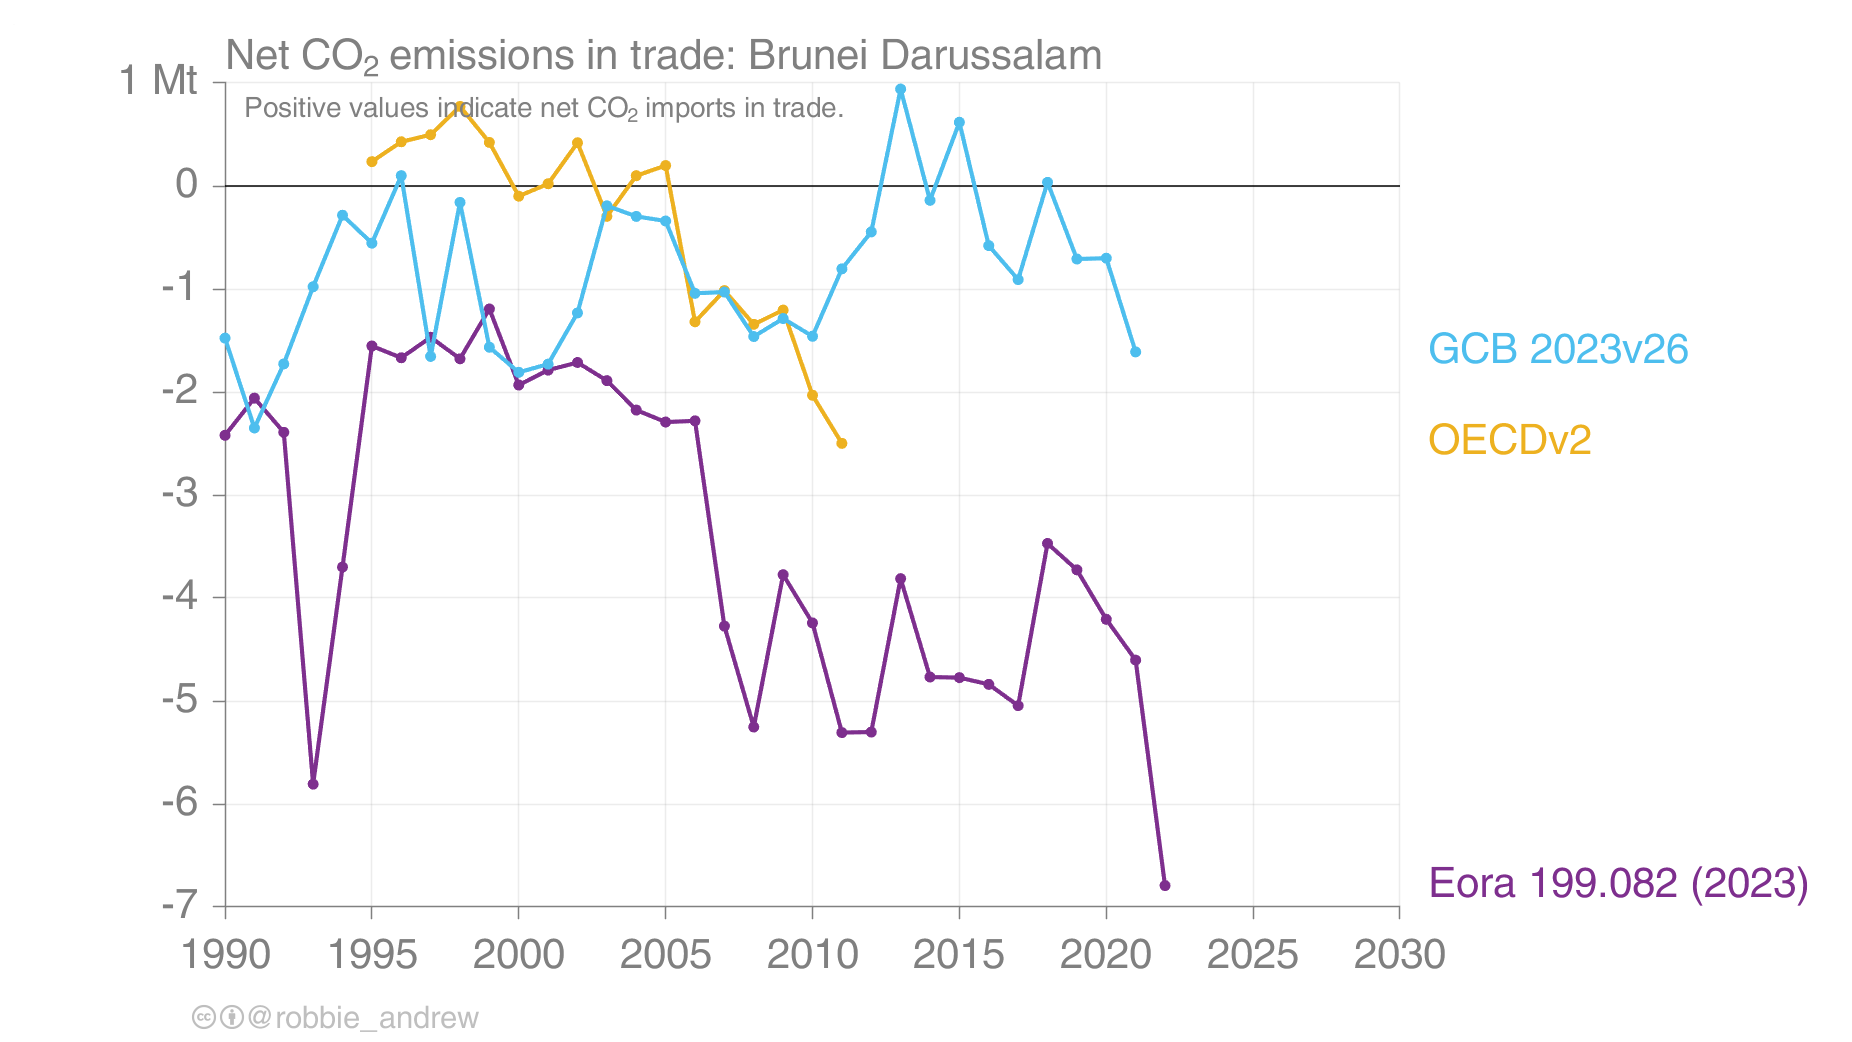 Net CO₂ emissions in trade: Brunei Darussalam
1 Mt
Positive values indicate net CO₂ imports in trade.
0
-1
-2
-3
-4
-5
-6
-7
GCB 2023v26
OECDv2
Eora 199.082 (2023)
1990 1995 2000 2005 2010 2015 2020 2025 2030
cc @robbie_andrew